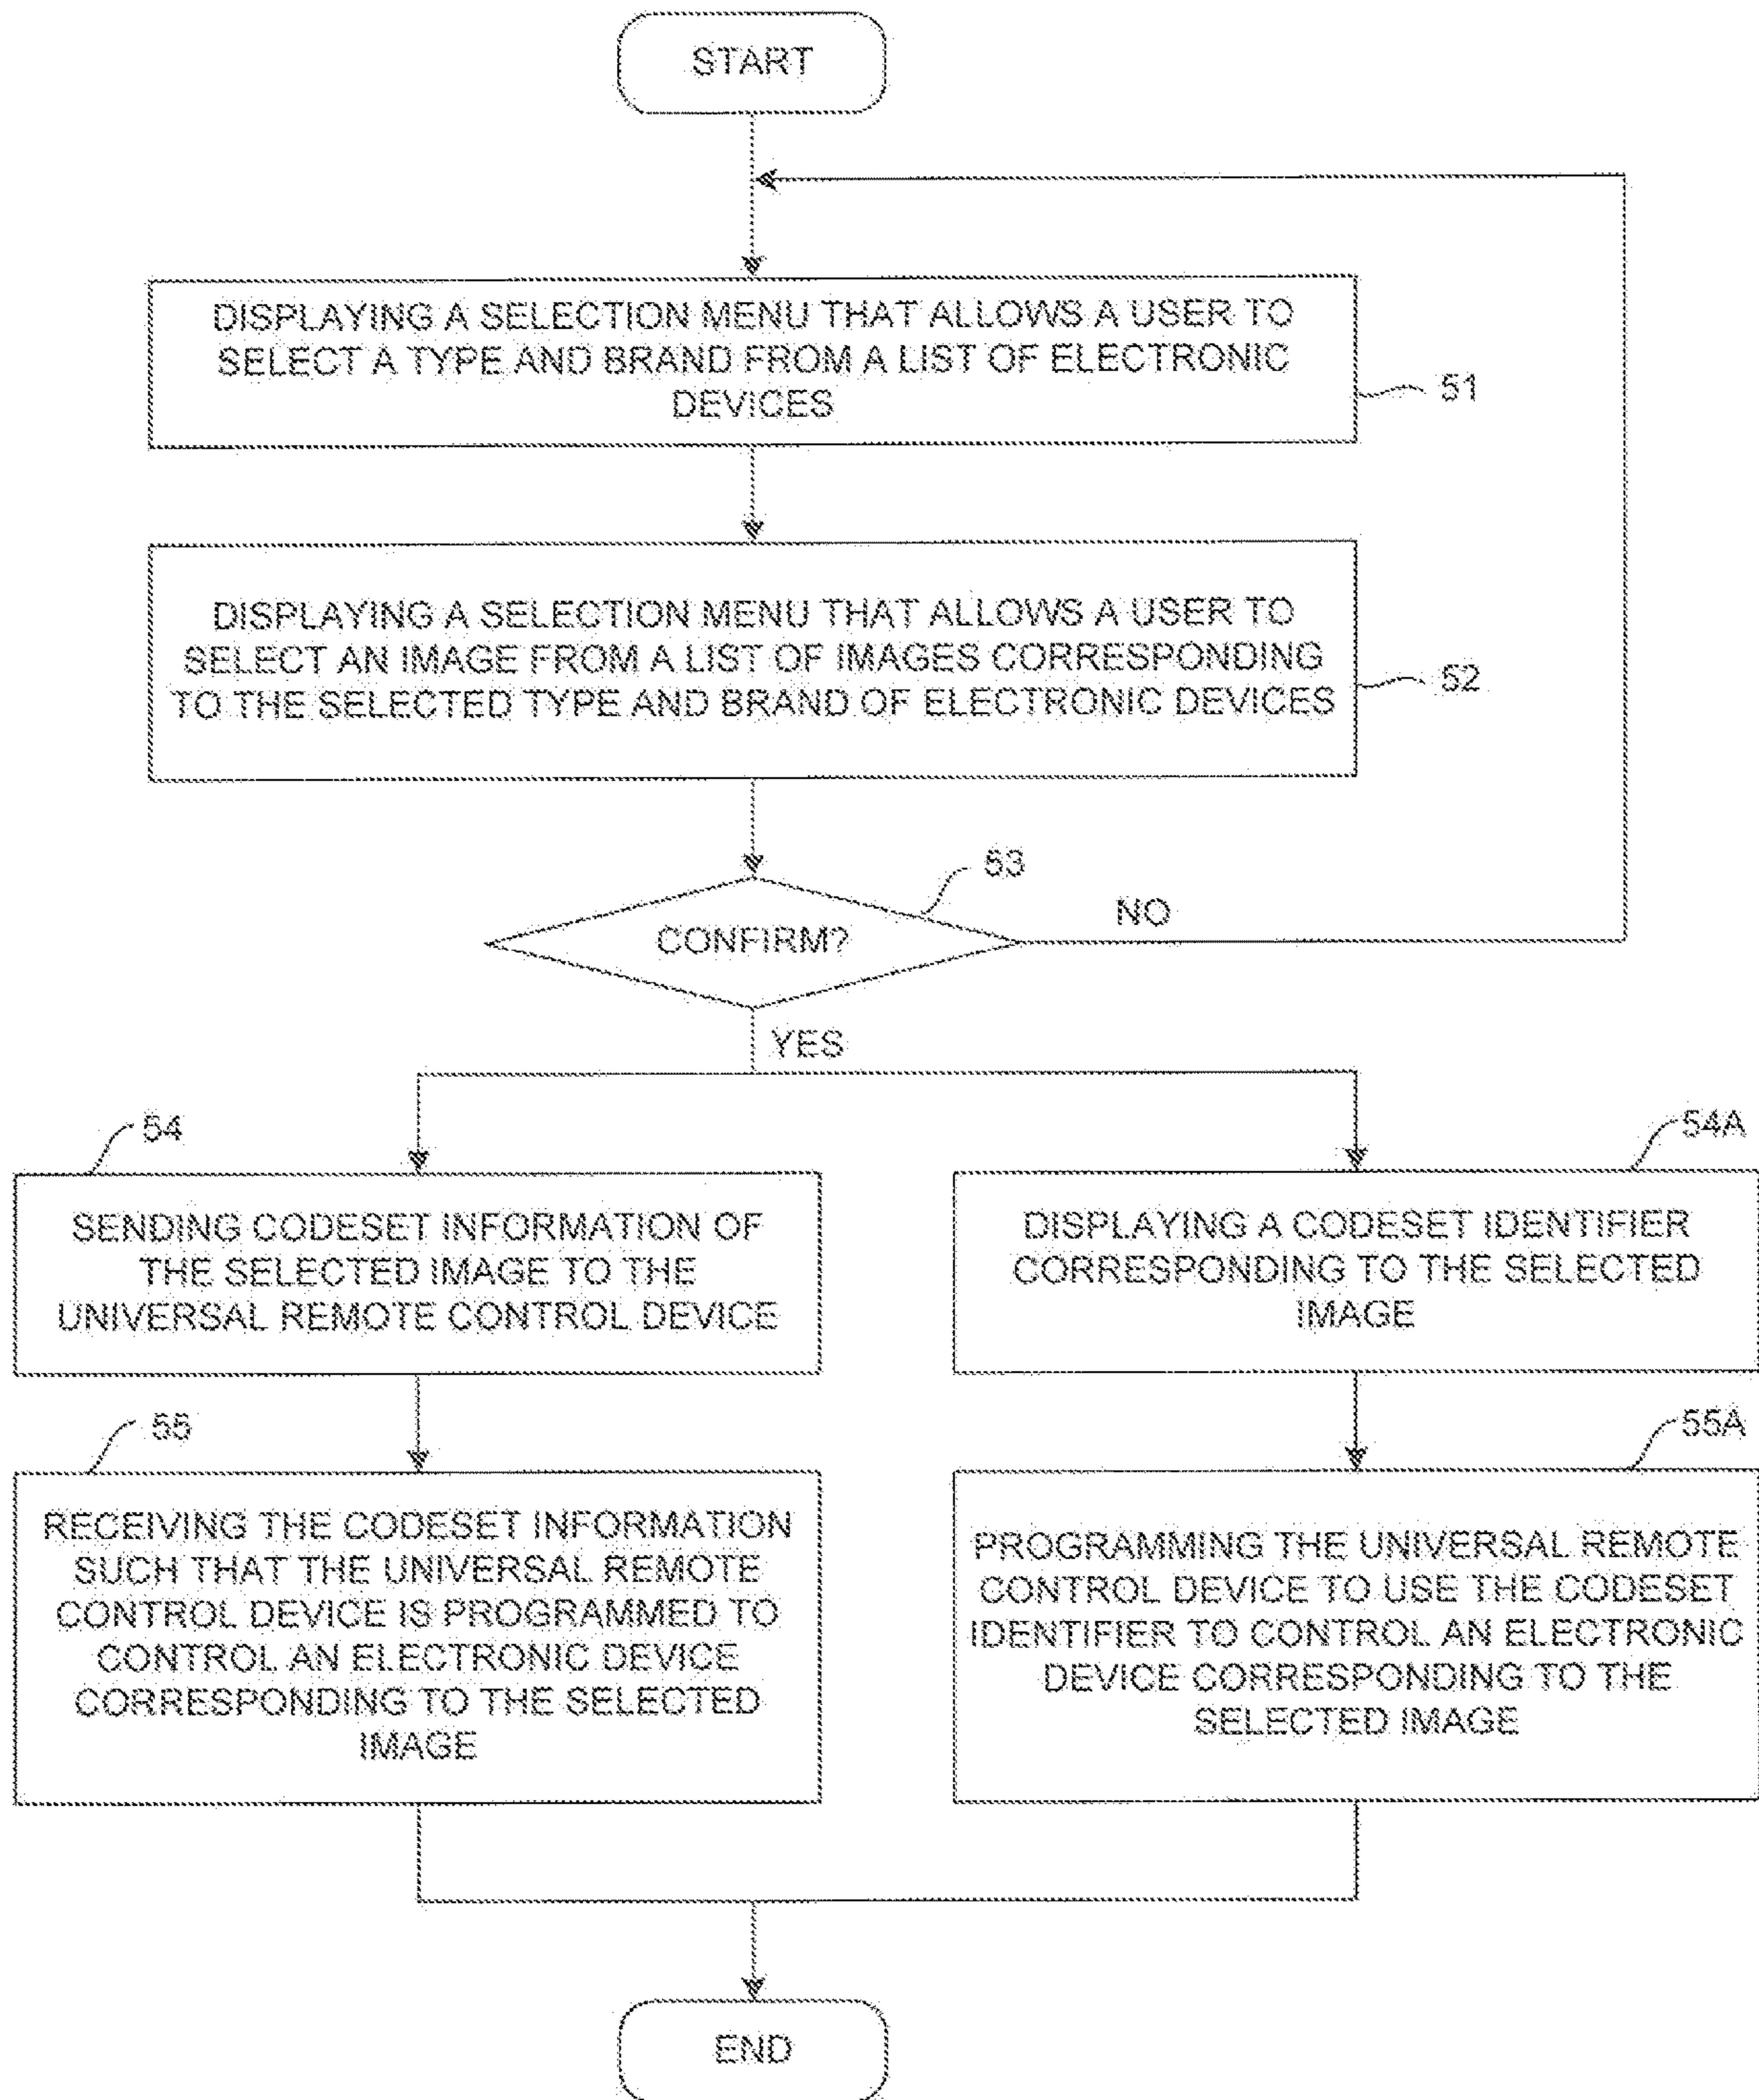 START
DISPLAYING A SELECTION MENU THAT ALLOWS A USER TO
SELECT A TYPE AND BRAND FROM A LIST OF ELECTRONIC
DEVICES
51
DISPLAYING A SELECTION MENU THAT ALLOWS A USER TO
SELECT AN IMAGE FROM A LIST OF IMAGES CORRESPONDING
TO THE SELECTED TYPE AND BRAND OF ELECTRONIC DEVICES
52
53
CONFIRM?
NO
YES
54
SENDING CODESET INFORMATION OF
THE SELECTED IMAGE TO THE
UNIVERSAL REMOTE CONTROL DEVICE
54A
DISPLAYING A CODESET IDENTIFIER
CORRESPONDING TO THE SELECTED
IMAGE
55
RECEIVING THE CODESET INFORMATION
SUCH THAT THE UNIVERSAL REMOTE
CONTROL DEVICE IS PROGRAMMED TO
CONTROL AN ELECTRONIC DEVICE
CORRESPONDING TO THE SELECTED
IMAGE
55A
PROGRAMMING THE UNIVERSAL REMOTE
CONTROL DEVICE TO USE THE CODESET
IDENTIFIER TO CONTROL AN ELECTRONIC
DEVICE CORRESPONDING TO THE
SELECTED IMAGE
END